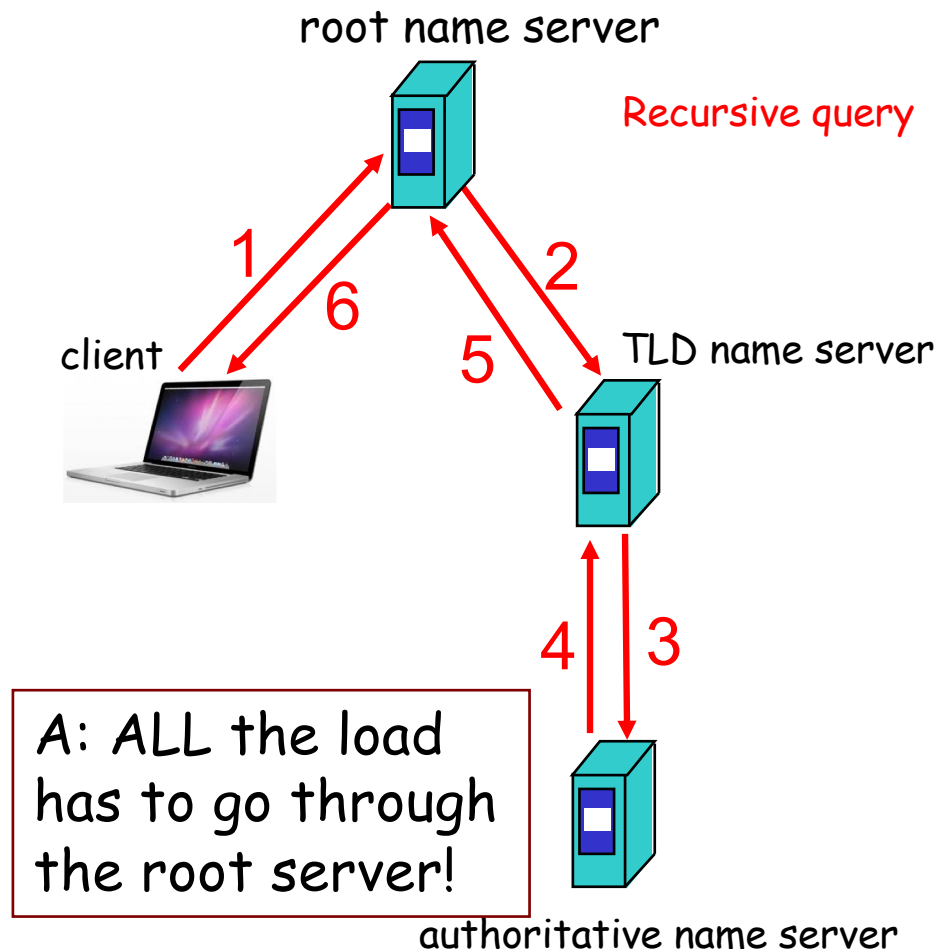 root name server
Recursive query
1
6
2
5
client
TLD name server
4
3
A: ALL the load
has to go through
the root server!
authoritative name server